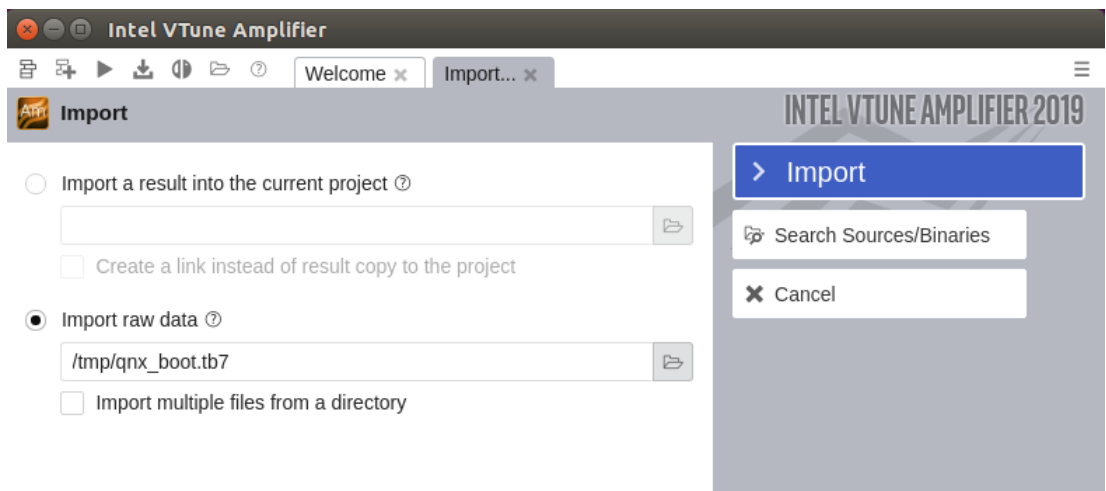 Intel VTune Amplifier
Welcome
Import...
Import
INTEL VTUNE AMPLIFIER 2019
Import a result into the current project
Create a link instead of result copy to the project
Import raw data
/tmp/qnx_boot.tb7
Import multiple files from a directory
Import
Search Sources/Binaries
Cancel